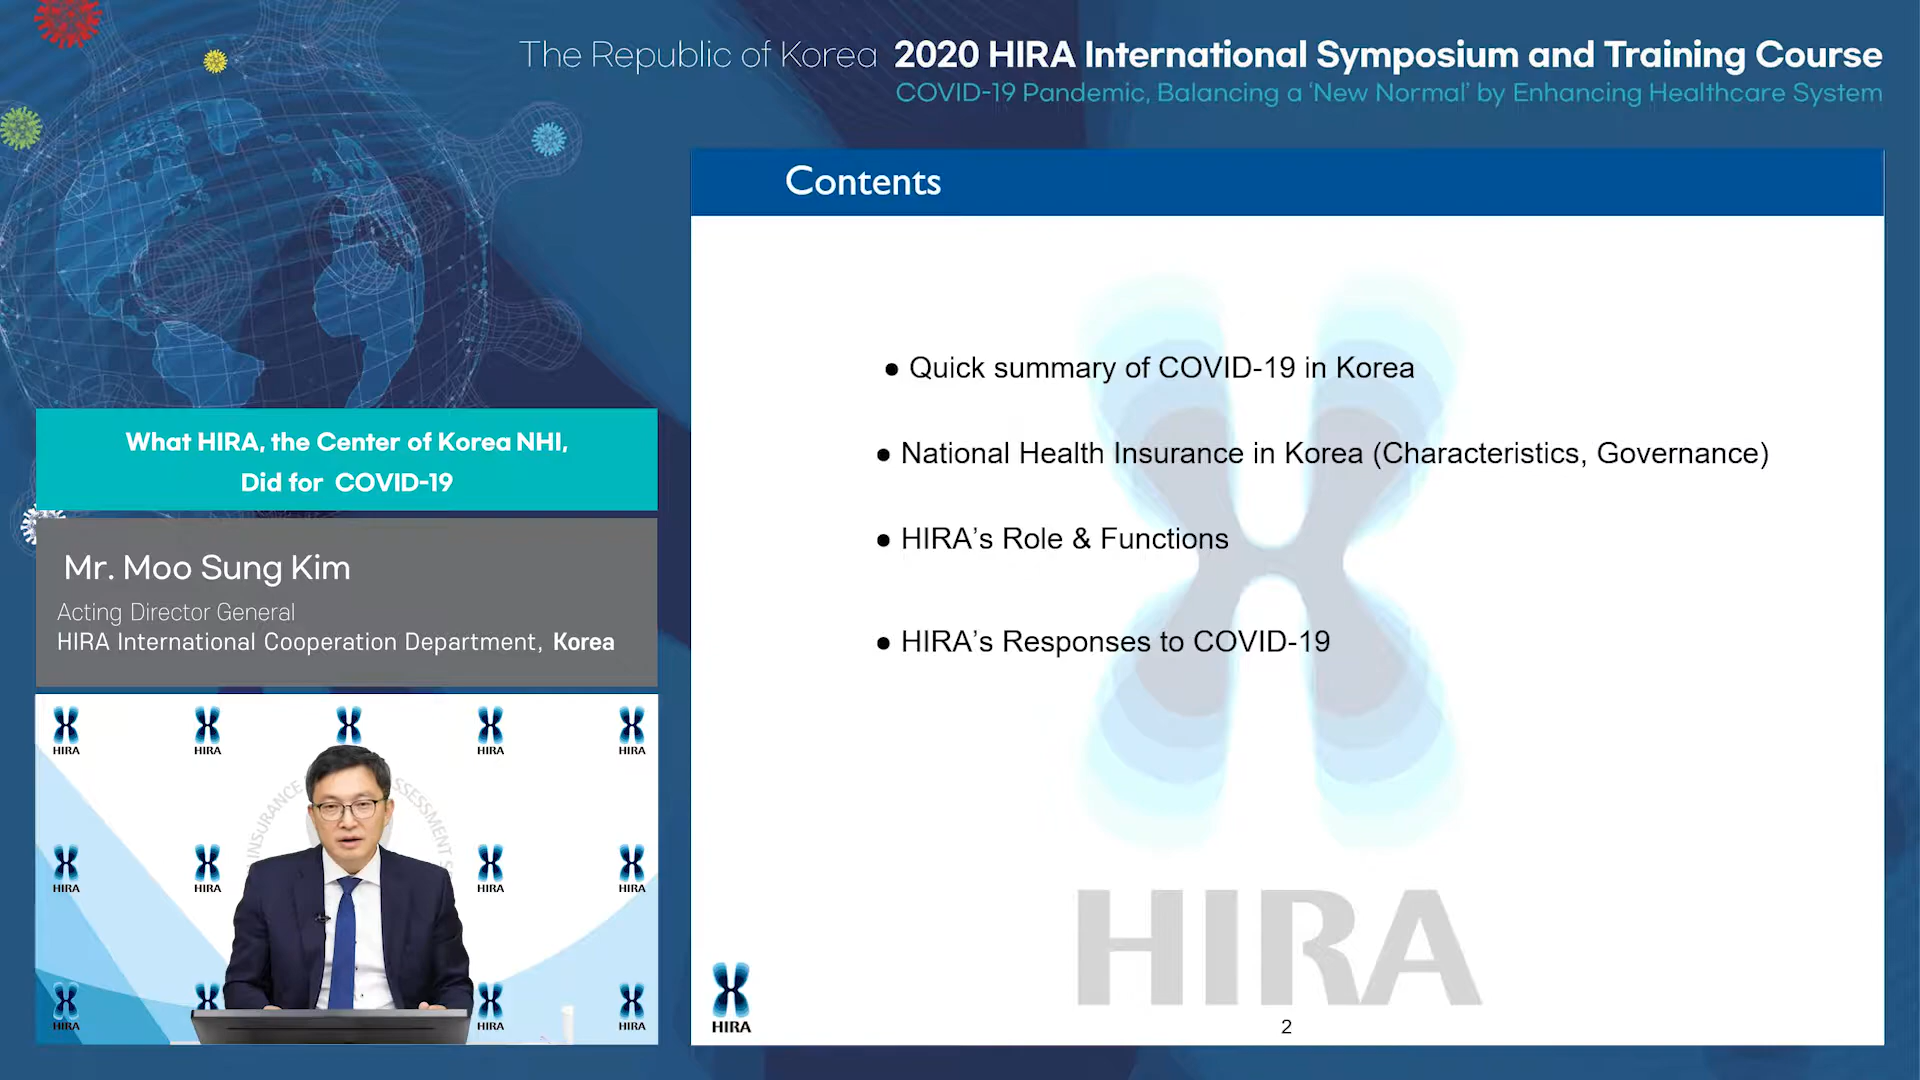 The Republic of Korea 2020 HIRA International Symposium and Training Course
COVID-19 Pandemic, Balancing a 'New Normal' by Enhancing Healthcare System
What HIRA, the Center of Korea NHI,
Did for COVID-19
Mr. Moo Sung Kim
Acting Director General
HIRA International Cooperation Department, Korea
HIRA HIRA HIRA HIRA
INSURANCE SSESSMENT S
HIRA HIRA HIRA HIRA
HIRA HIRA HIRA
Contents
● Quick summary of COVID-19 in Korea
● National Health Insurance in Korea (Characteristics, Governance)
● HIRA's Role & Functions
● HIRA's Responses to COVID-19
HIRA
HIRA
2